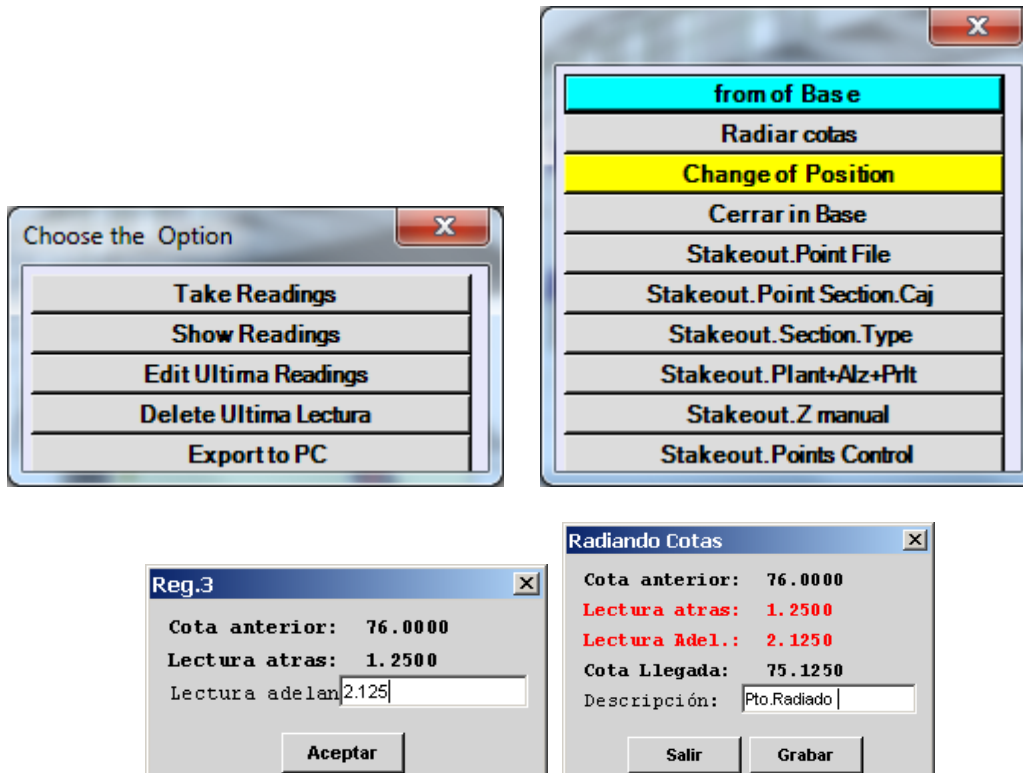 Choose the Option
Take Readings
Show Readings
Edit Ultima Readings
Delete Ultima Lectura
Export to PC
from of Base
Radiar cotas
Change of Position
Cerrar in Base
Stakeout.Point File
Stakeout.Point Section.Caj
Stakeout.Section.Type
Stakeout.Plant+Alz+Prlt
Stakeout.Z manual
Stakeout.Points Control
Reg.3
Cota anterior: 76.0000
Lectura atras: 1.2500
Lectura adelan 2.125
Aceptar
Radiando Cotas
Cota anterior: 76.0000
Lectura atras: 1.2500
Lectura Adel.: 2.1250
Cota Llegada: 75.1250
Descripción: Pto.Radiado
Salir Grabar